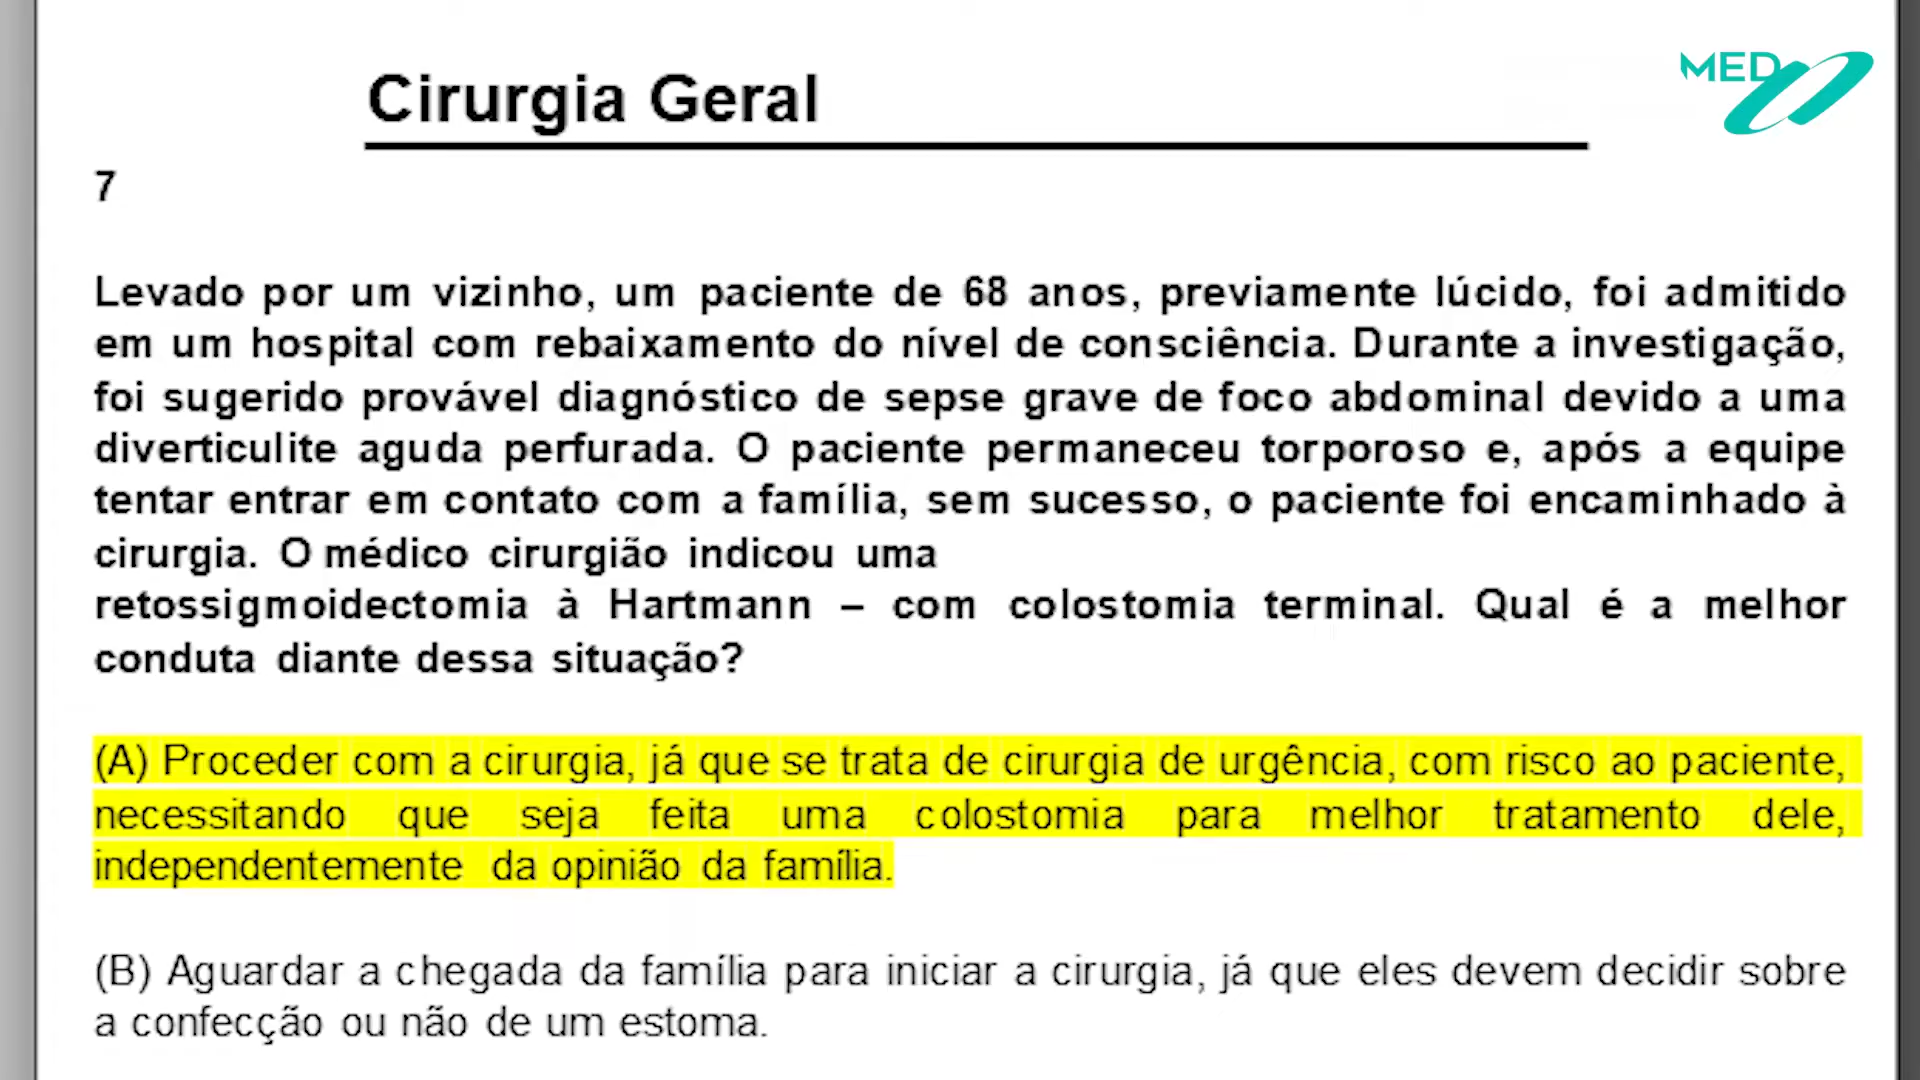 Cirurgia Geral
MED
7
Levado por um vizinho, um paciente de 68 anos, previamente lúcido, foi admitido
em um hospital com rebaixamento do nível de consciência. Durante a investigação,
foi sugerido provável diagnóstico de sepse grave de foco abdominal devido a uma
diverticulite aguda perfurada. O paciente permaneceu torporoso e, após a equipe
tentar entrar em contato com a família, sem sucesso, o paciente foi encaminhado à
cirurgia. O médico cirurgião indicou uma
retossigmoidectomia à Hartmann – com colostomia terminal. Qual é a melhor
conduta diante dessa situação?
(A) Proceder com a cirurgia, já que se trata de cirurgia de urgência, com risco ao paciente,
necessitando que seja feita uma colostomia para melhor tratamento dele,
independentemente da opinião da família.
(B) Aguardar a chegada da família para iniciar a cirurgia, já que eles devem decidir sobre
a confecção ou não de um estoma.